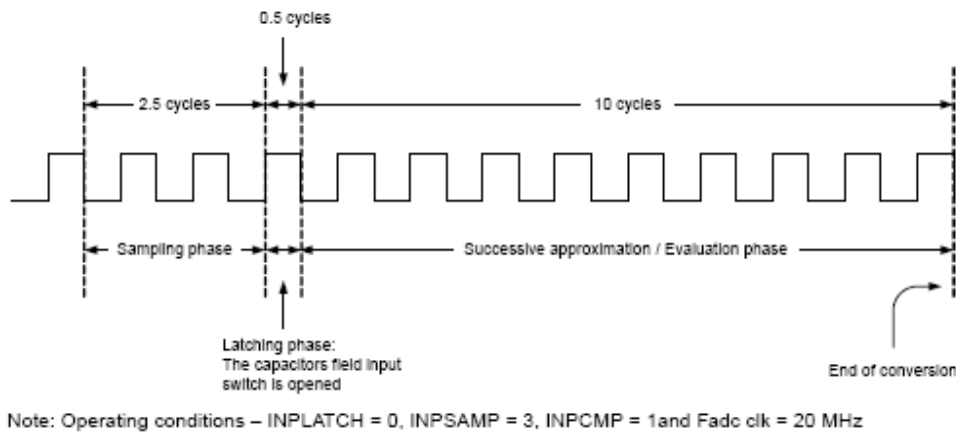 0.5 cycles
2.5 cycles
10 cycles
Sampling phase
Successive approximation / Evaluation phase
Latching phase:
The capacitors field input
switch is opened
End of conversion
Note: Operating conditions – INPLATCH = 0, INPSAMP = 3, INPCMP = 1and Fadc clk = 20 MHz